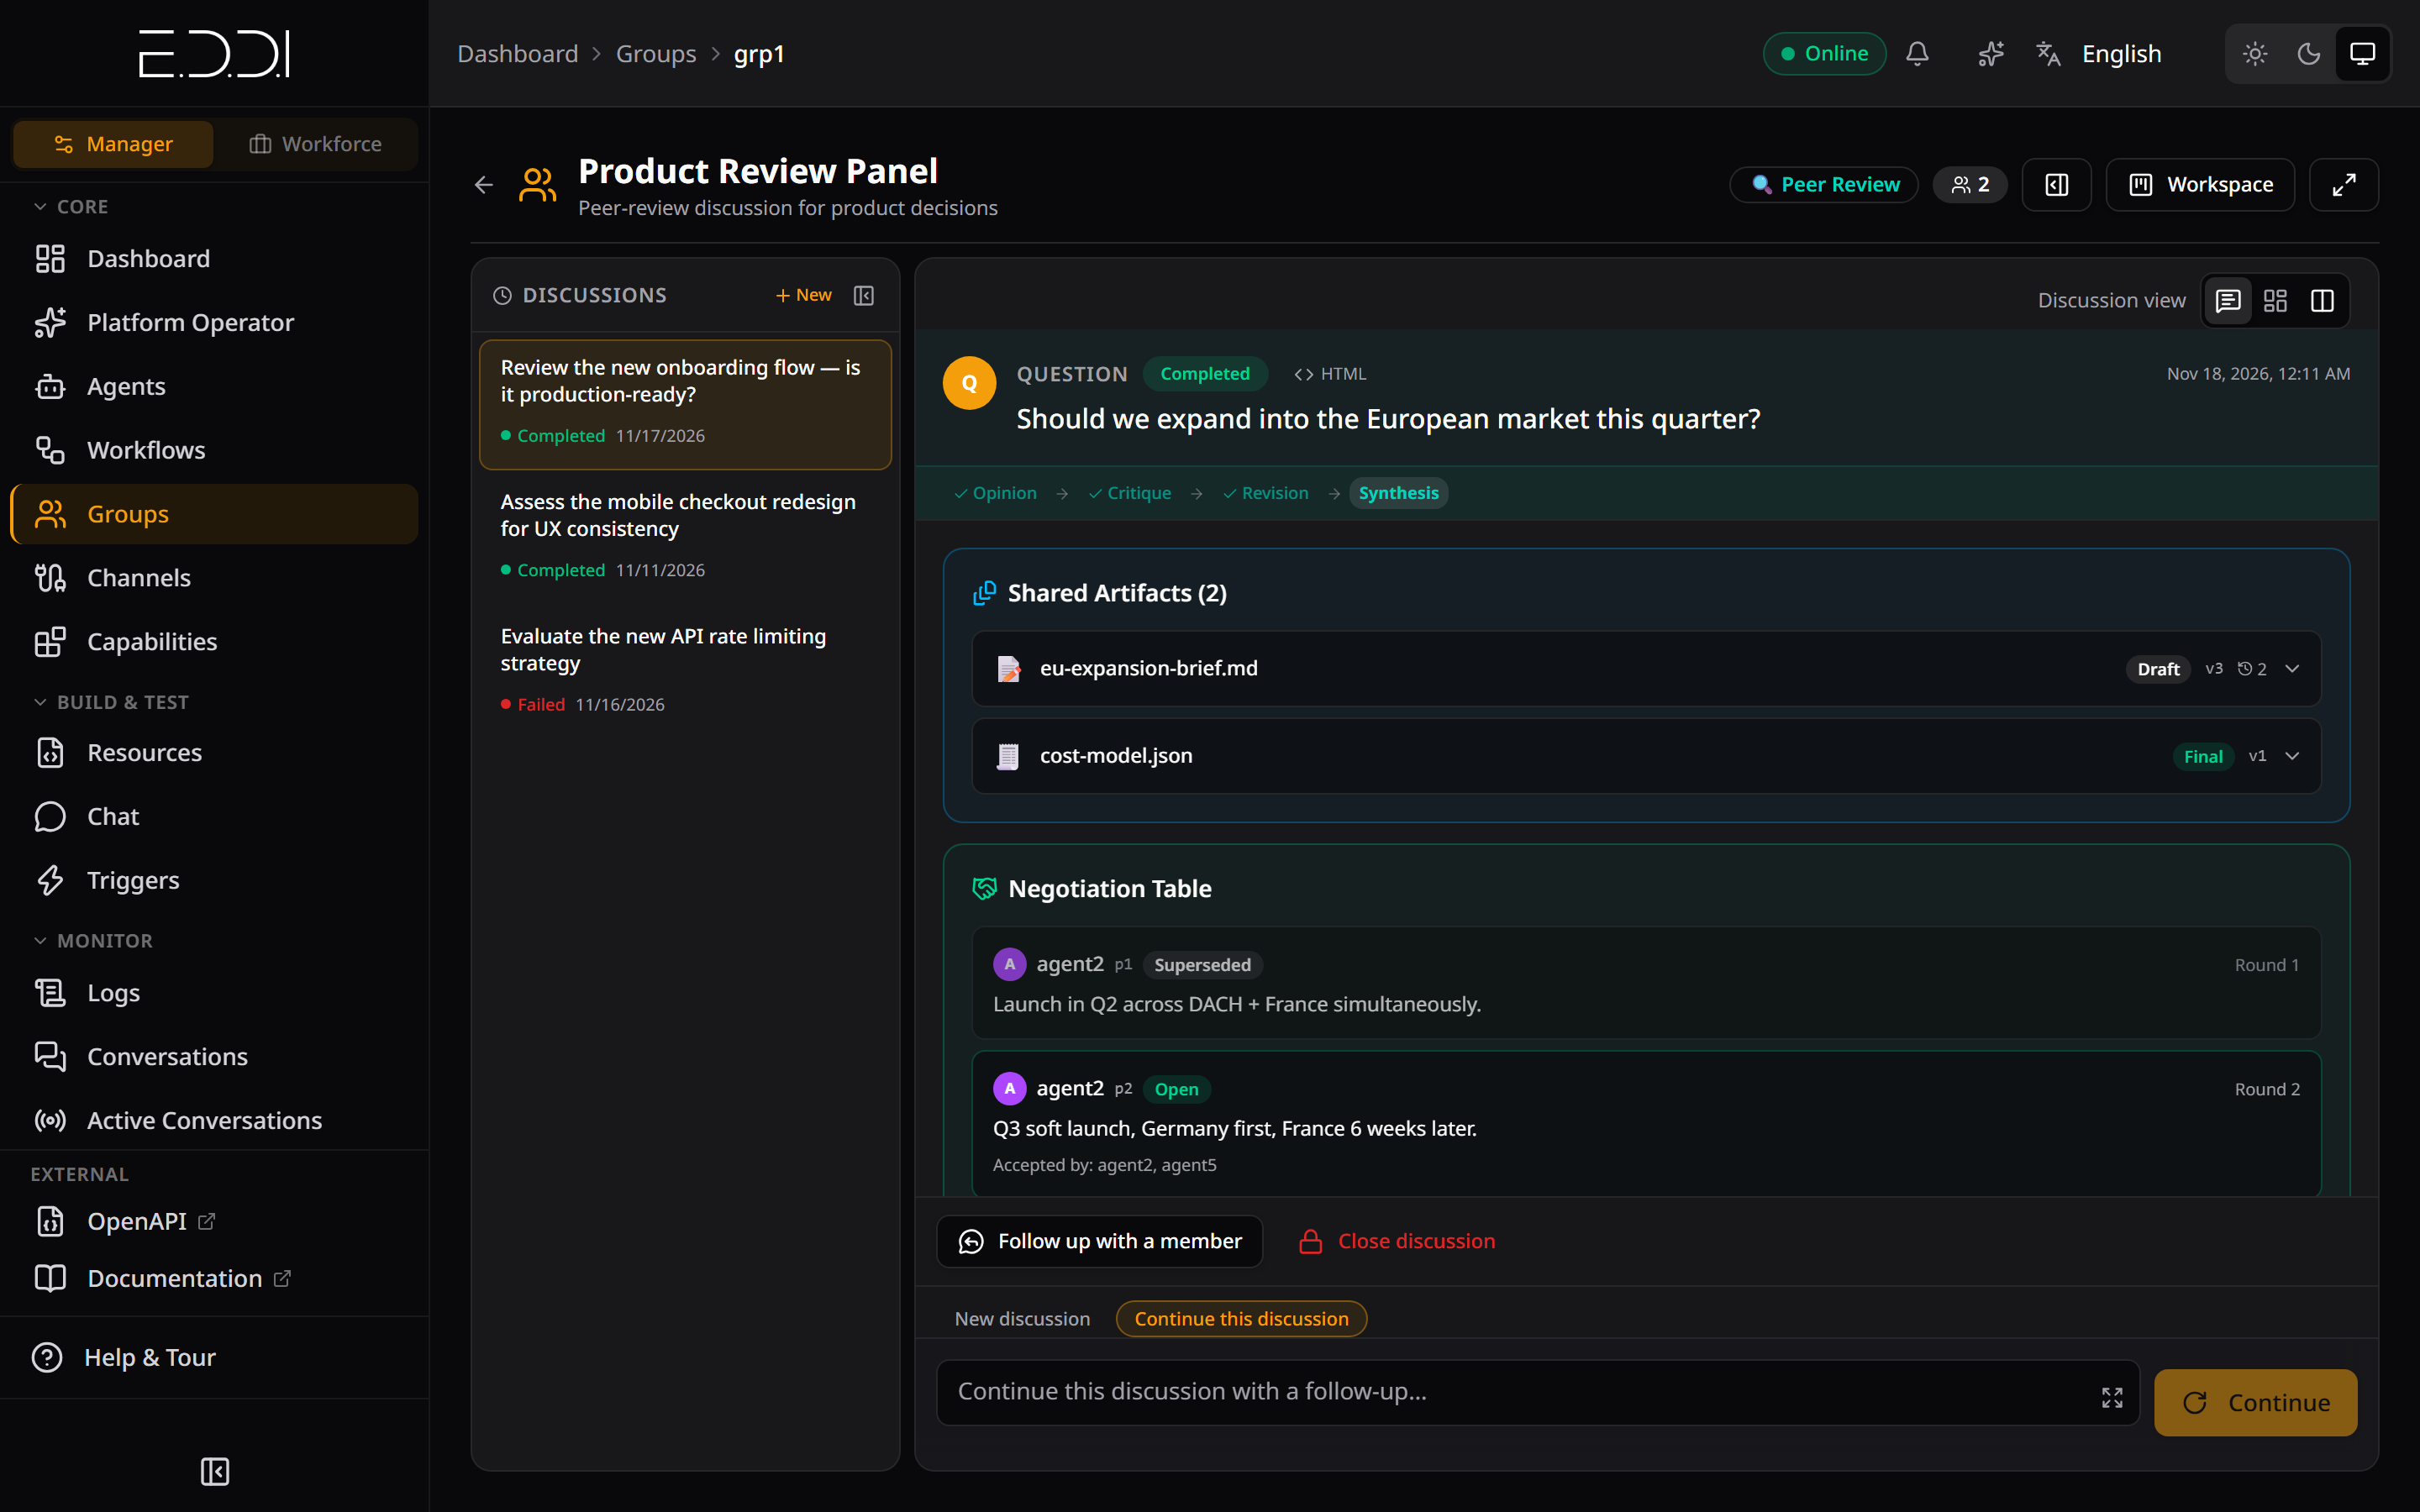 E.D.D.I
Dashboard > Groups > grp1
Online
English
Manager
Workforce
CORE
Dashboard
Platform Operator
Agents
Workflows
Groups
Channels
Capabilities
BUILD & TEST
Resources
Chat
Triggers
MONITOR
Logs
Conversations
Active Conversations
EXTERNAL
OpenAPI
Documentation
Help & Tour
Product Review Panel
Peer-review discussion for product decisions
Peer Review
2
Workspace
DISCUSSIONS
+ New
Review the new onboarding flow — is
it production-ready?
Completed 11/17/2026
Assess the mobile checkout redesign
for UX consistency
Completed 11/11/2026
Evaluate the new API rate limiting
strategy
Failed 11/16/2026
Discussion view
Q
QUESTION Completed HTML
Nov 18, 2026, 12:11 AM
Should we expand into the European market this quarter?
Opinion → Critique → Revision → Synthesis
Shared Artifacts (2)
eu-expansion-brief.md
Draft v3 2
cost-model.json
Final v1
Negotiation Table
A agent2 p1 Superseded
Round 1
Launch in Q2 across DACH + France simultaneously.
A agent2 p2 Open
Round 2
Q3 soft launch, Germany first, France 6 weeks later.
Accepted by: agent2, agent5
Follow up with a member
Close discussion
New discussion
Continue this discussion
Continue this discussion with a follow-up...
Continue